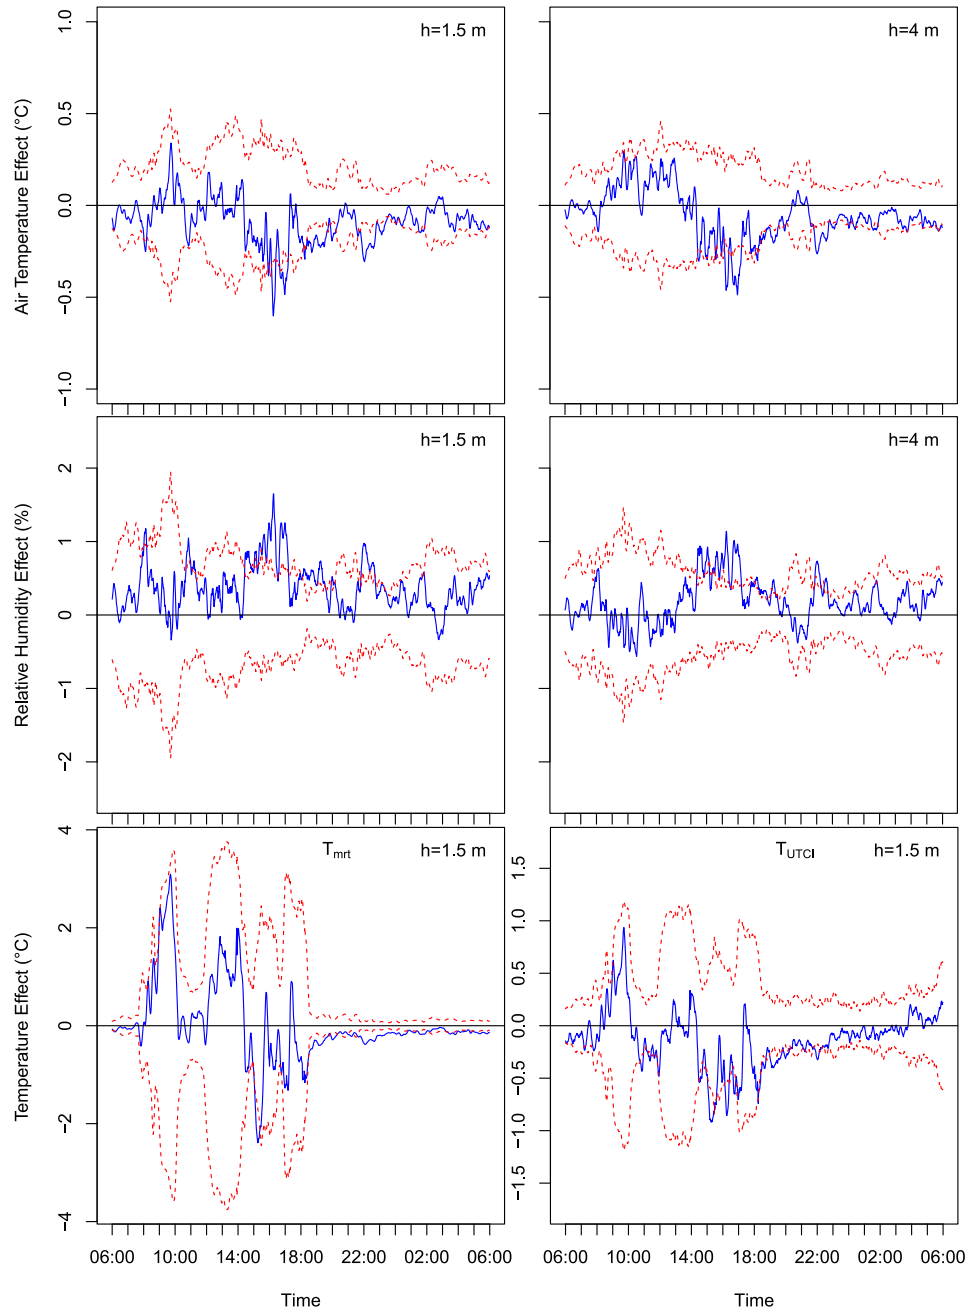 h=1.5 m
h=4 m
Air Temperature Effect (°C)
1.0
0.5
0.0
−0.5
−1.0
h=1.5 m
h=4 m
Relative Humidity Effect (%)
2
1
0
−1
−2
Tmrt h=1.5 m
TUTCI h=1.5 m
Temperature Effect (°C)
4
2
0
−2
−4
1.5
1.0
0.5
0.0
−0.5
−1.0
−1.5
06:00 10:00 14:00 18:00 22:00 02:00 06:00
06:00 10:00 14:00 18:00 22:00 02:00 06:00
Time
Time